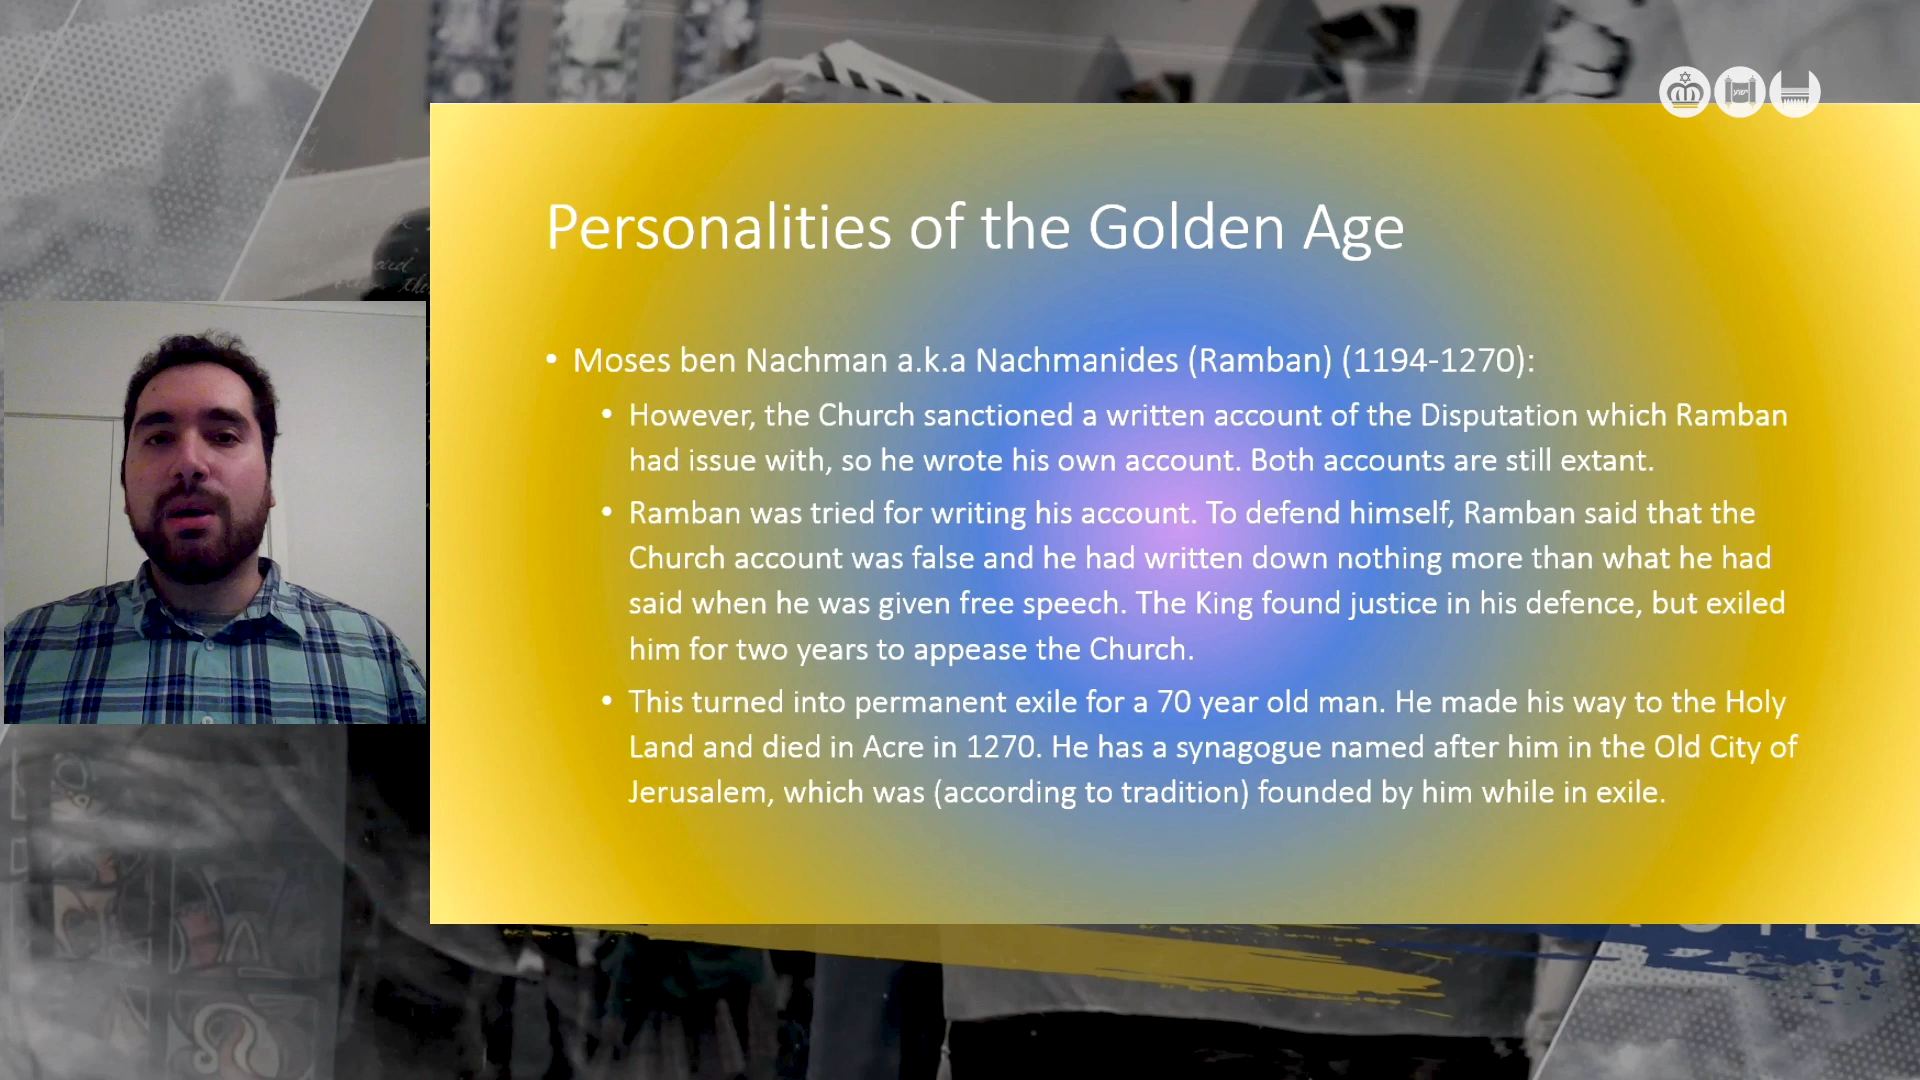 Personalities of the Golden Age
• Moses ben Nachman a.k.a Nachmanides (Ramban) (1194-1270):
• However, the Church sanctioned a written account of the Disputation which Ramban
had issue with, so he wrote his own account. Both accounts are still extant.
• Ramban was tried for writing his account. To defend himself, Ramban said that the
Church account was false and he had written down nothing more than what he had
said when he was given free speech. The King found justice in his defence, but exiled
him for two years to appease the Church.
• This turned into permanent exile for a 70 year old man. He made his way to the Holy
Land and died in Acre in 1270. He has a synagogue named after him in the Old City of
Jerusalem, which was (according to tradition) founded by him while in exile.